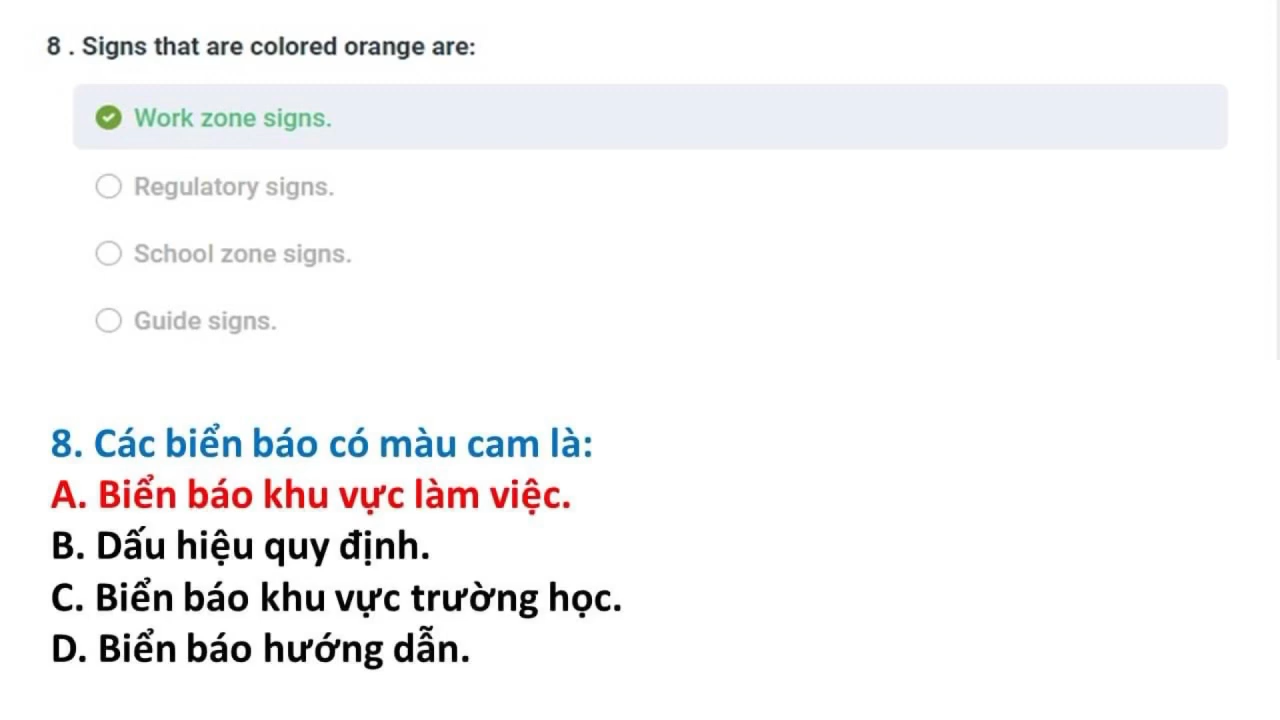 8 . Signs that are colored orange are:
Work zone signs.
Regulatory signs.
School zone signs.
Guide signs.
8. Các biển báo có màu cam là:
A. Biển báo khu vực làm việc.
B. Dấu hiệu quy định.
C. Biển báo khu vực trường học.
D. Biển báo hướng dẫn.